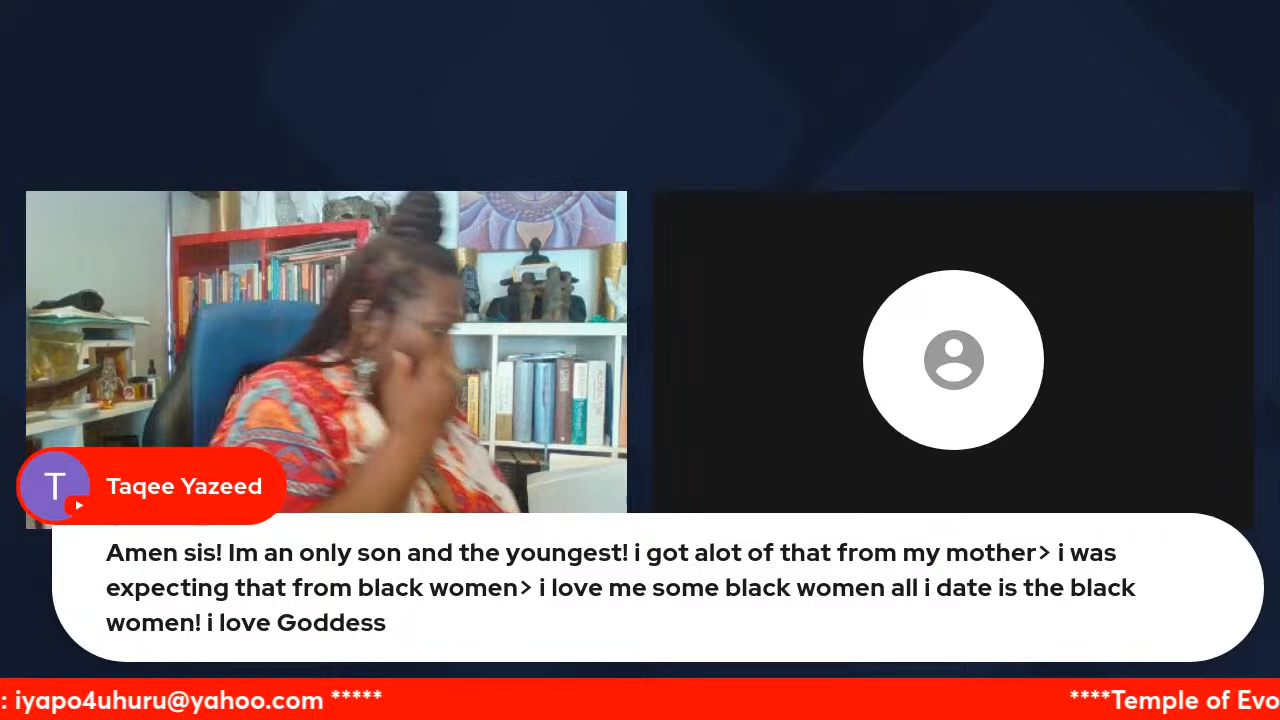 T
Taqee Yazeed
Amen sis! Im an only son and the youngest! i got alot of that from my mother> i was
expecting that from black women> i love me some black women all i date is the black
women! i love Goddess
: iyapo4uhuru@yahoo.com ***** ****Temple of Evo